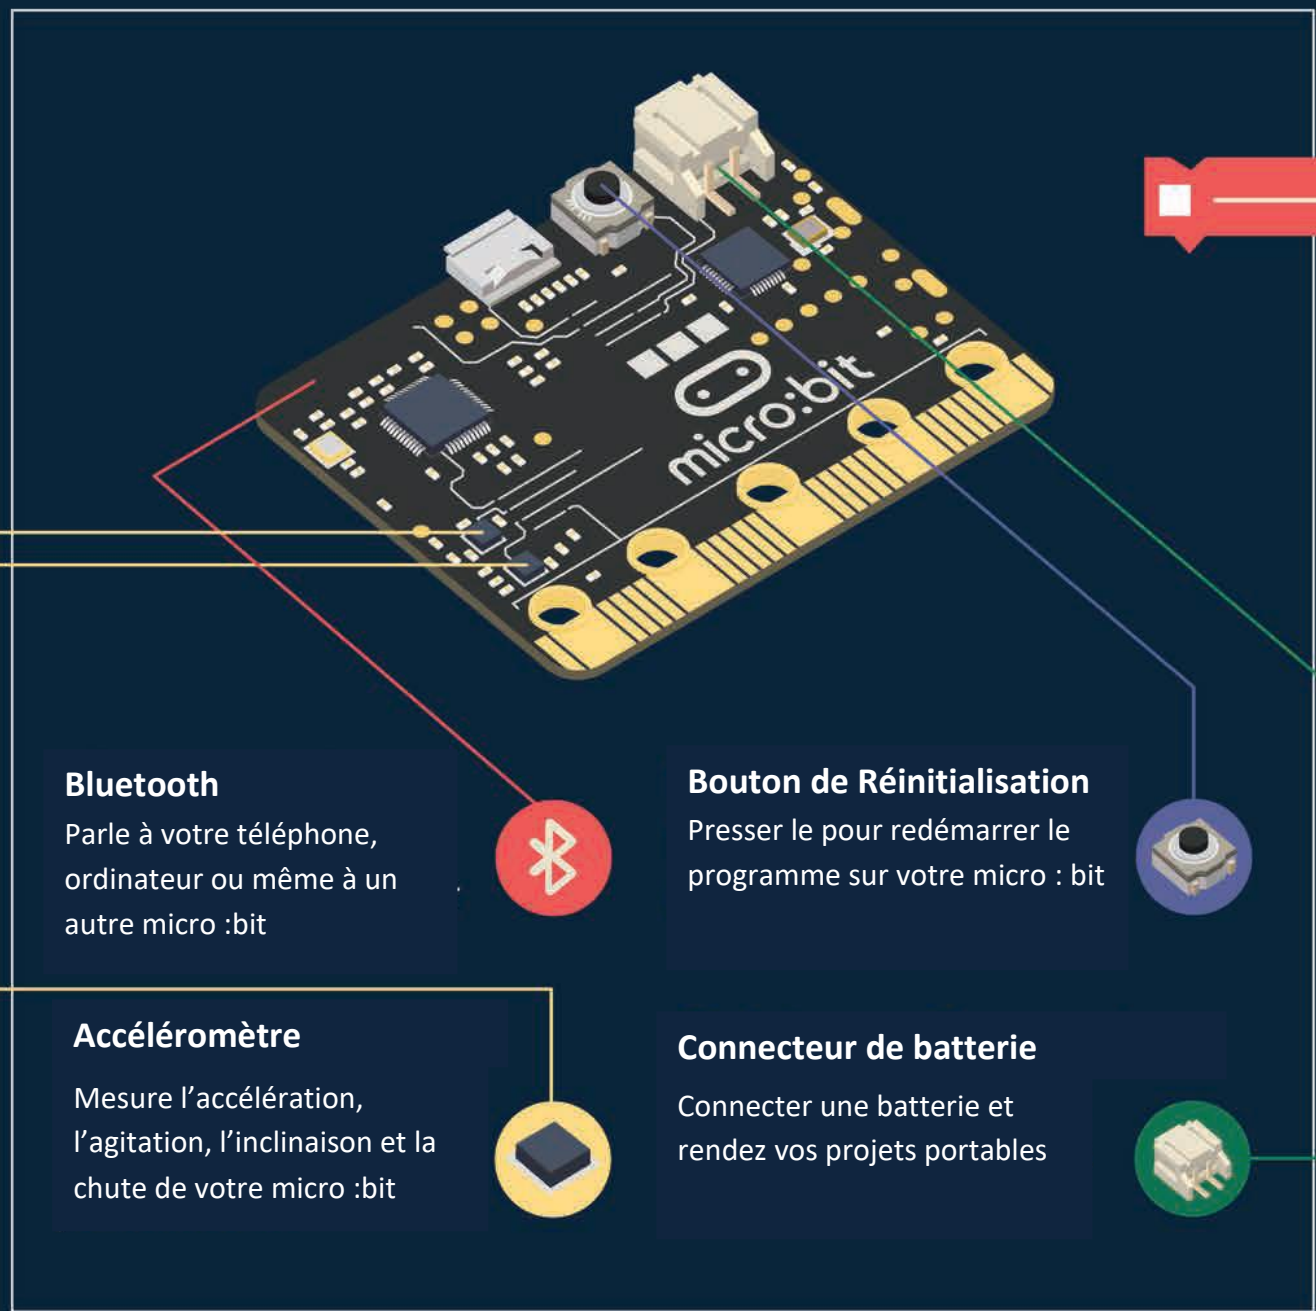 micro:bit
Bluetooth
Parle à votre téléphone,
ordinateur ou même à un
autre micro :bit
Bouton de Réinitialisation
Presser le pour redémarrer le
programme sur votre micro : bit
Accéléromètre
Mesure l’accélération,
l’agitation, l’inclinaison et la
chute de votre micro :bit
Connecteur de batterie
Connecter une batterie et
rendez vos projets portables